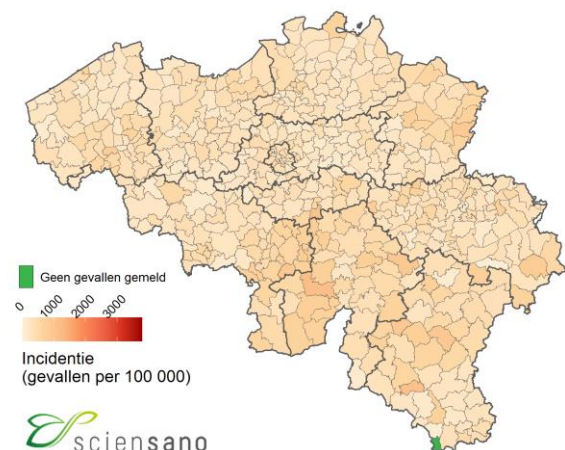 Geen gevallen gemeld
0 1000 2000 3000
Incidentie
(gevallen per 100 000)
sciensano